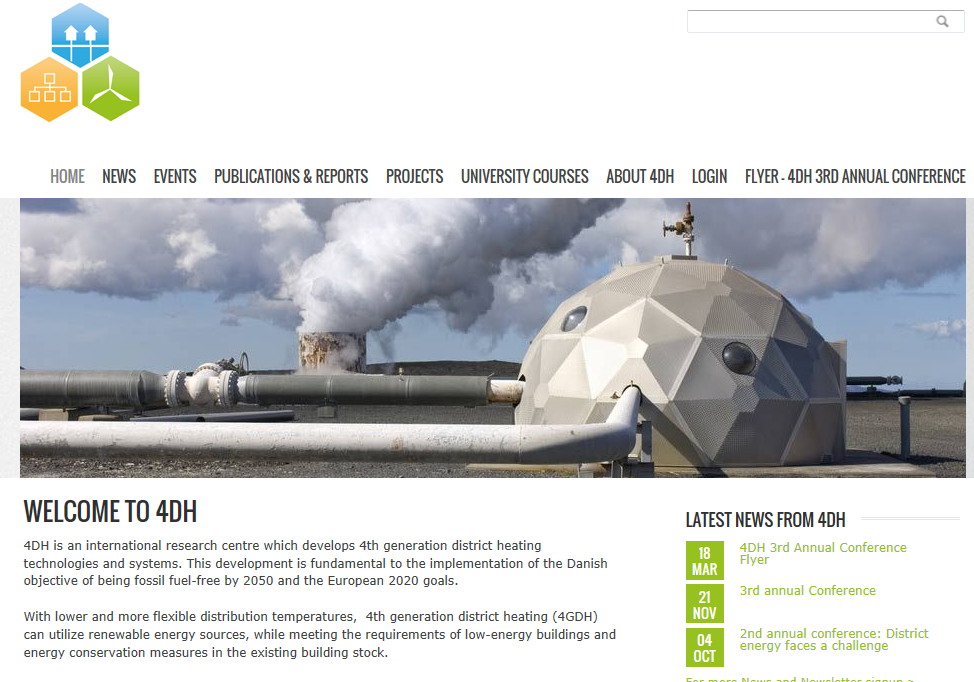 HOME NEWS EVENTS PUBLICATIONS & REPORTS PROJECTS UNIVERSITY COURSES ABOUT 4DH LOGIN FLYER - 4DH 3RD ANNUAL CONFERENCE
WELCOME TO 4DH
4DH is an international research centre which develops 4th generation district heating
technologies and systems. This development is fundamental to the implementation of the Danish
objective of being fossil fuel-free by 2050 and the European 2020 goals.
With lower and more flexible distribution temperatures,  4th generation district heating (4GDH)
can utilize renewable energy sources, while meeting the requirements of low-energy buildings and
energy conservation measures in the existing building stock.
LATEST NEWS FROM 4DH
18
MAR
4DH 3rd Annual Conference
Flyer
21
NOV
3rd annual Conference
04
OCT
2nd annual conference: District
energy faces a challenge
For more News and Newsletter signup >